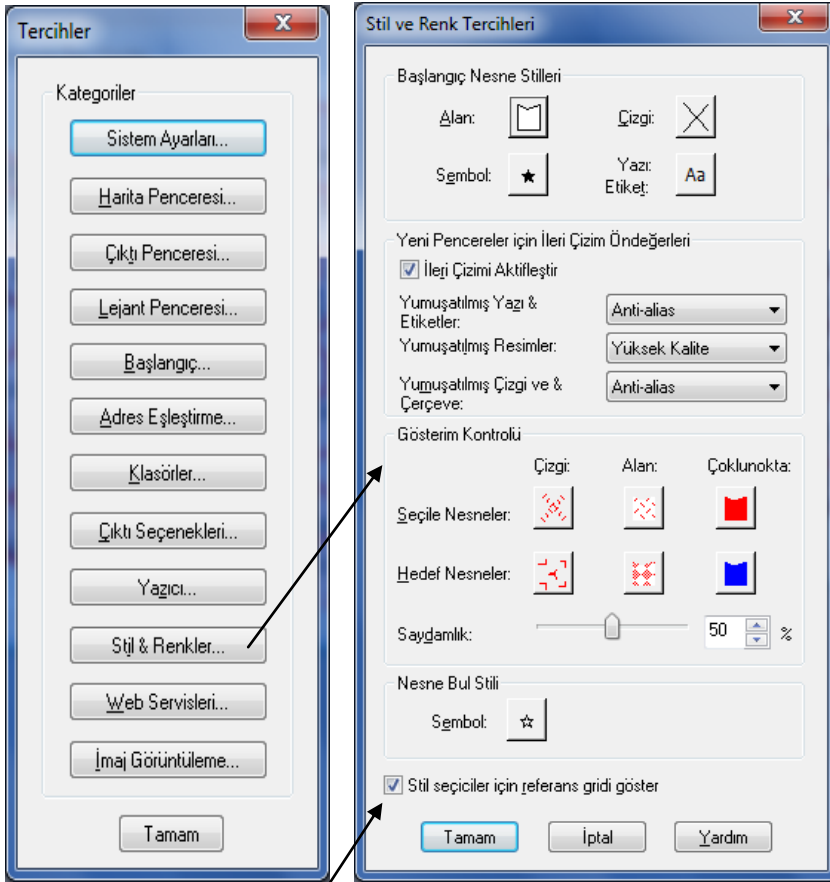 Tercihler
Kategoriler
Sistem Ayarları...
Harita Penceresi...
Çıktı Penceresi...
Lejant Penceresi...
Başlangıç...
Adres Eşleştirme...
Klasörler...
Çıktı Seçenekleri...
Yazıcı...
Stil & Renkler...
Web Servisleri...
İmaj Görüntüleme...
Tamam
Stil ve Renk Tercihleri
Başlangıç Nesne Stilleri
Alan:
Çizgi:
Sembol:
Yazı:
Etiket:
Aa
Yeni Pencereler için İleri Çizim Öndeğerleri
İleri Çizimi Aktifleştir
Yumuşatılmış Yazı &
Etiketler:
Anti-alias
Yumuşatılmış Resimler:
Yüksek Kalite
Yumuşatılmış Çizgi ve &
Çerçeve:
Anti-alias
Gösterim Kontrolü
Çizgi: Alan: Çoklunokta:
Seçile Nesneler:
Hedef Nesneler:
Saydamlık:
50 %
Nesne Bul Stili
Sembol:
Stil seçiciler için referans gridi göster
Tamam İptal Yardım